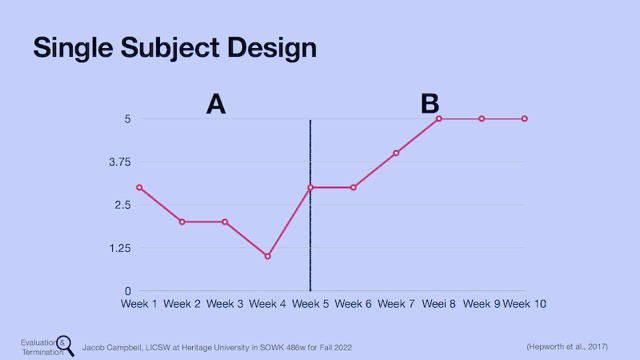 Single Subject Design
A B
5
3.75
2.5
1.25
0
Week 1 Week 2 Week 3 Week 4 Week 5 Week 6 Week 7 Weei 8 Week 9 Week 10
Evaluation &
Termination
Jacob Campbell, LICSW at Heritage University in SOWK 486w for Fall 2022
(Hepworth et al., 2017)